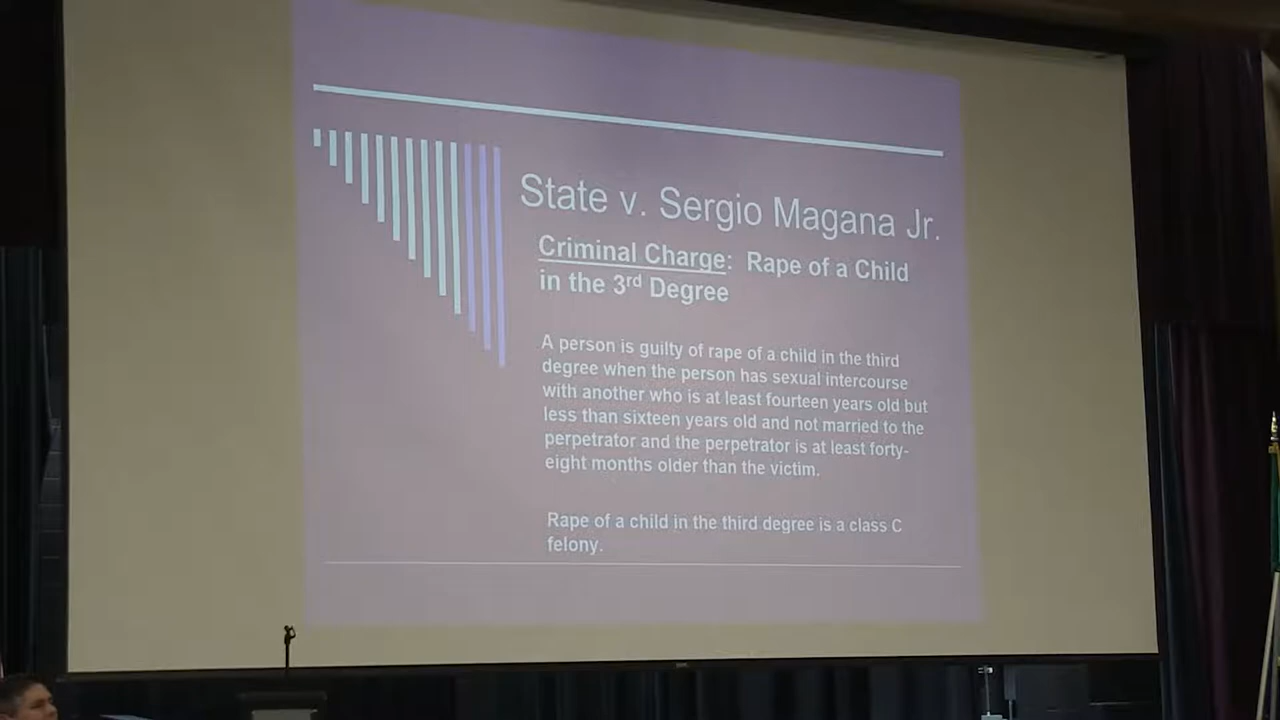 State v. Sergio Magana Jr.
Criminal Charge: Rape of a Child
in the 3rd Degree
A person is guilty of rape of a child in the third
degree when the person has sexual intercourse
with another who is at least fourteen years old but
less than sixteen years old and not married to the
perpetrator and the perpetrator is at least forty-
eight months older than the victim.
Rape of a child in the third degree is a class C
felony.